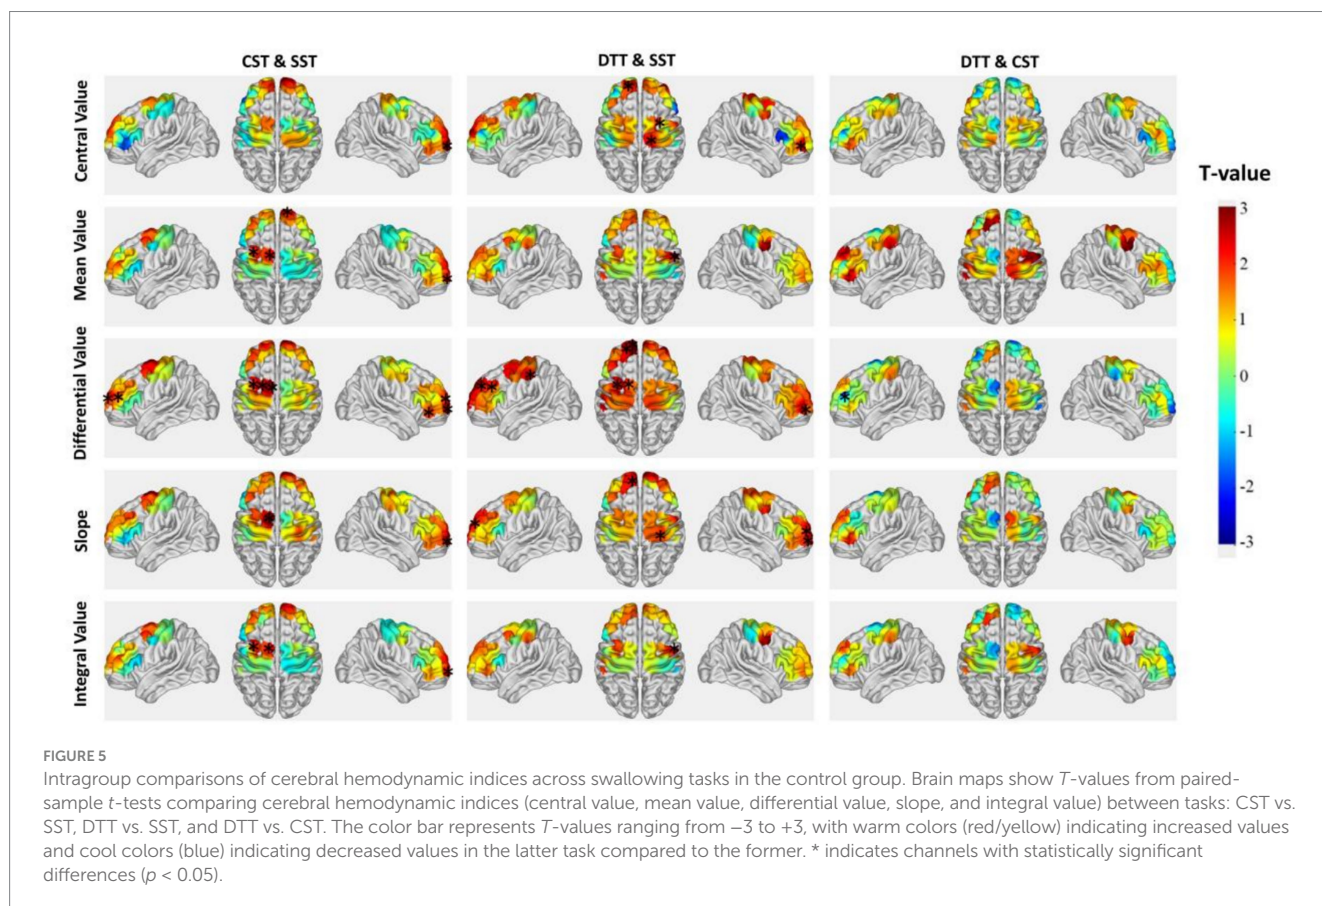 CST & SST
DTT & SST
DTT & CST
Central Value
Mean Value
Differential Value
Slope
Integral Value
T-value
3
2
1
0
-1
-2
-3
* * * *
* * * * *
* * * * * * * * * * * * * *
* * * * * *
* * * *
FIGURE 5
Intragroup comparisons of cerebral hemodynamic indices across swallowing tasks in the control group. Brain maps show T-values from paired-
sample t-tests comparing cerebral hemodynamic indices (central value, mean value, differential value, slope, and integral value) between tasks: CST vs.
SST, DTT vs. SST, and DTT vs. CST. The color bar represents T-values ranging from −3 to +3, with warm colors (red/yellow) indicating increased values
and cool colors (blue) indicating decreased values in the latter task compared to the former. * indicates channels with statistically significant
differences (p < 0.05).